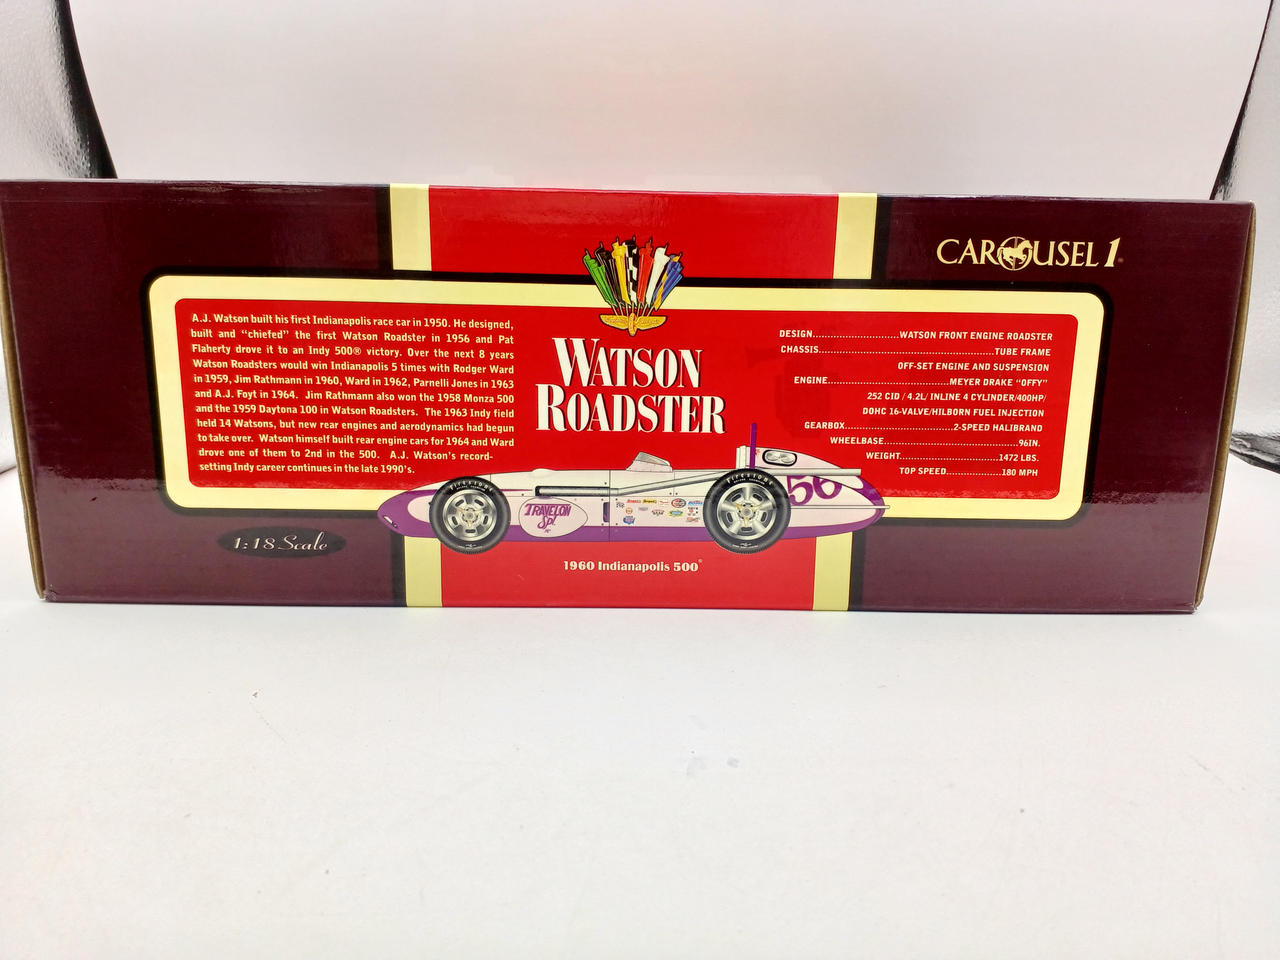 CAROUSEL 1
A.J. Watson built his first Indianapolis race car in 1950. He designed,
built and “chiefed” the first Watson Roadster in 1956 and Pat
Flaherty drove it to an Indy 500® victory. Over the next 8 years
Watson Roadsters would win Indianapolis 5 times with Rodger Ward
in 1959, Jim Rathmann in 1960, Ward in 1962, Parnelli Jones in 1963
and A.J. Foyt in 1964. Jim Rathmann also won the 1958 Monza 500
and the 1959 Daytona 100 in Watson Roadsters. The 1963 Indy field
held 14 Watsons, but new rear engines and aerodynamics had begun
to take over. Watson himself built rear engine cars for 1964 and Ward
drove one of them to 2nd in the 500. A.J. Watson’s record-
setting Indy career continues in the late 1990’s.
WATSON
ROADSTER
DESIGN..........................WATSON FRONT ENGINE ROADSTER
CHASSIS.....................................................TUBE FRAME
OFF-SET ENGINE AND SUSPENSION
ENGINE....................................MEYER DRAKE “OFFY”
252 CID / 4.2L/ INLINE 4 CYLINDER/400HP/
DOHC 16-VALVE/HILBORN FUEL INJECTION
GEARBOX.................................2-SPEED HALIBRAND
WHEELBASE.........................................96IN.
WEIGHT..............................1472 LBS.
TOP SPEED.................180 MPH
FIRESTONE
FIRESTONE
TRAVELON
Spl.
56
1:18 Scale
1960 Indianapolis 500®